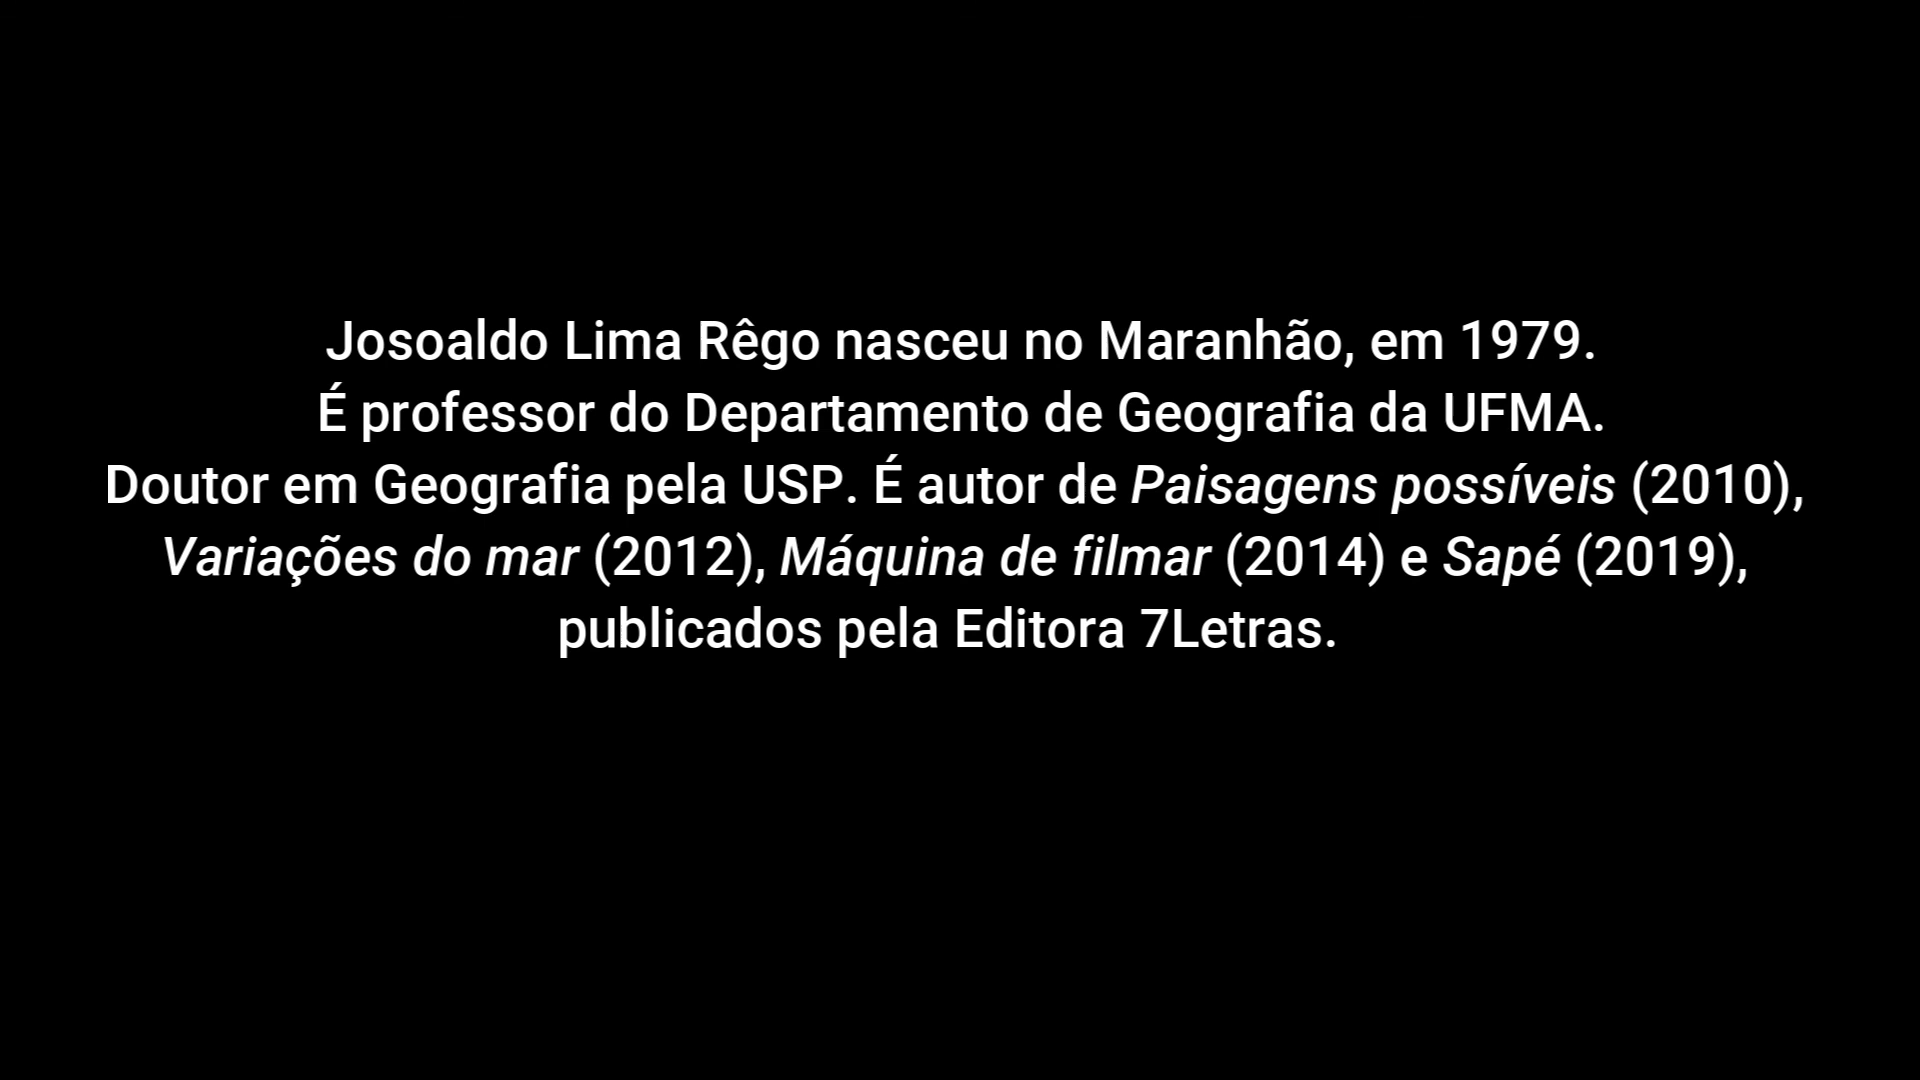 Josoaldo Lima Rêgo nasceu no Maranhão, em 1979.
É professor do Departamento de Geografia da UFMA.
Doutor em Geografia pela USP. É autor de Paisagens possíveis (2010),
Variações do mar (2012), Máquina de filmar (2014) e Sapé (2019),
publicados pela Editora 7Letras.